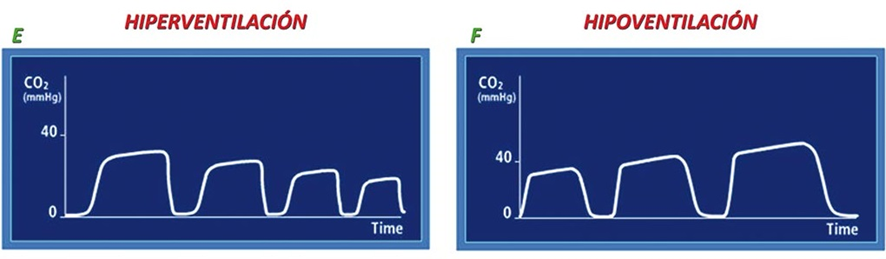 HIPERVENTILACIÓN
E
CO₂
(mmHg)
40
0
Time
HIPOVENTILACIÓN
F
CO₂
(mmHg)
40
0
Time